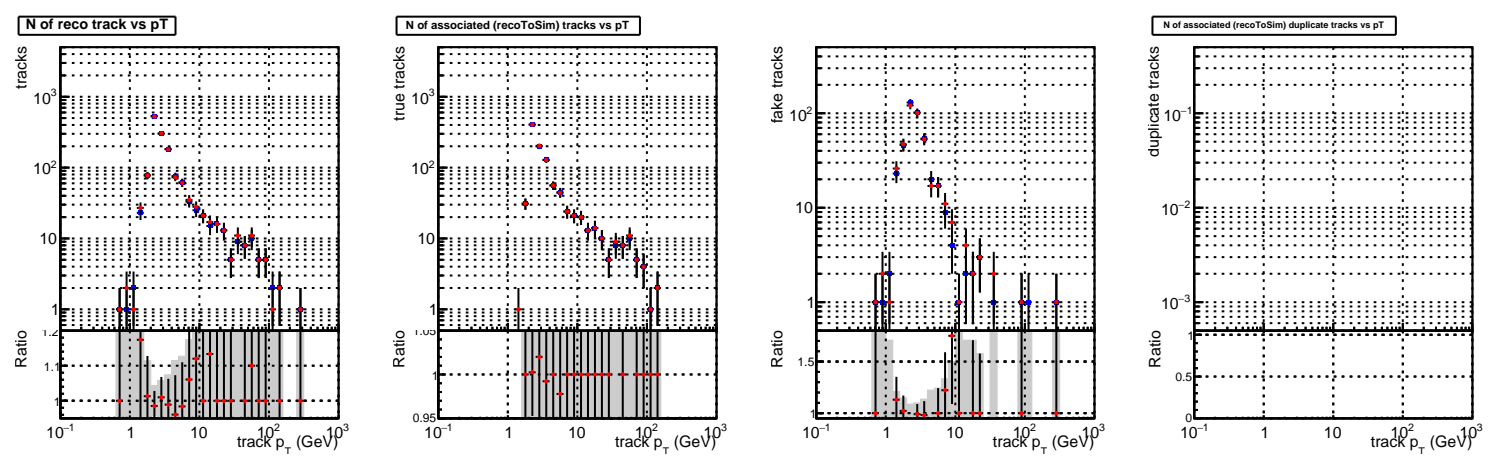 N of reco track vs pT
tracks
10³
10²
10
1
Ratio
1.2
1.1
1
10⁻¹ 1 10 10² 10³
track p_T (GeV)
N of associated (recoToSim) tracks vs pT
true tracks
10³
10²
10
1
Ratio
1.05
1
0.95
10⁻¹ 1 10 10² 10³
track p_T (GeV)
fake tracks
10²
10
1
Ratio
1.5
1
10⁻¹ 1 10 10² 10³
track p_T (GeV)
N of associated (recoToSim) duplicate tracks vs pT
duplicate tracks
10⁻¹
10⁻²
10⁻³
Ratio
1
0.5
0
10⁻¹ 1 10 10² 10³
track p_T (GeV)